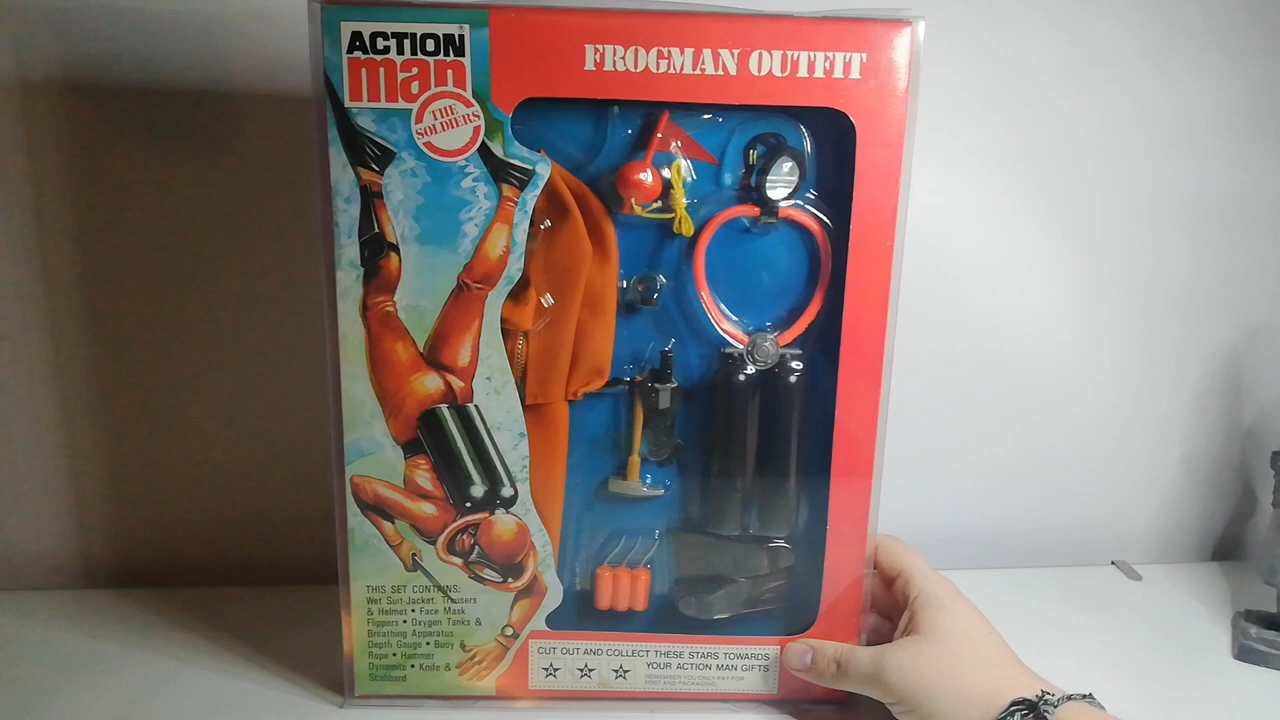 ACTION®
man
THE
SOLDIERS
FROGMAN OUTFIT
THIS SET CONTAINS:
Wet Suit-Jacket, Trousers
& Helmet • Face Mask
Flippers • Oxygen Tanks &
Breathing Apparatus
Depth Gauge • Buoy &
Rope • Hammer
Dynamite • Knife &
Scabbard
CUT OUT AND COLLECT THESE STARS TOWARDS
YOUR ACTION MAN GIFTS
REMEMBER YOU ONLY PAY FOR
POST AND PACKAGING